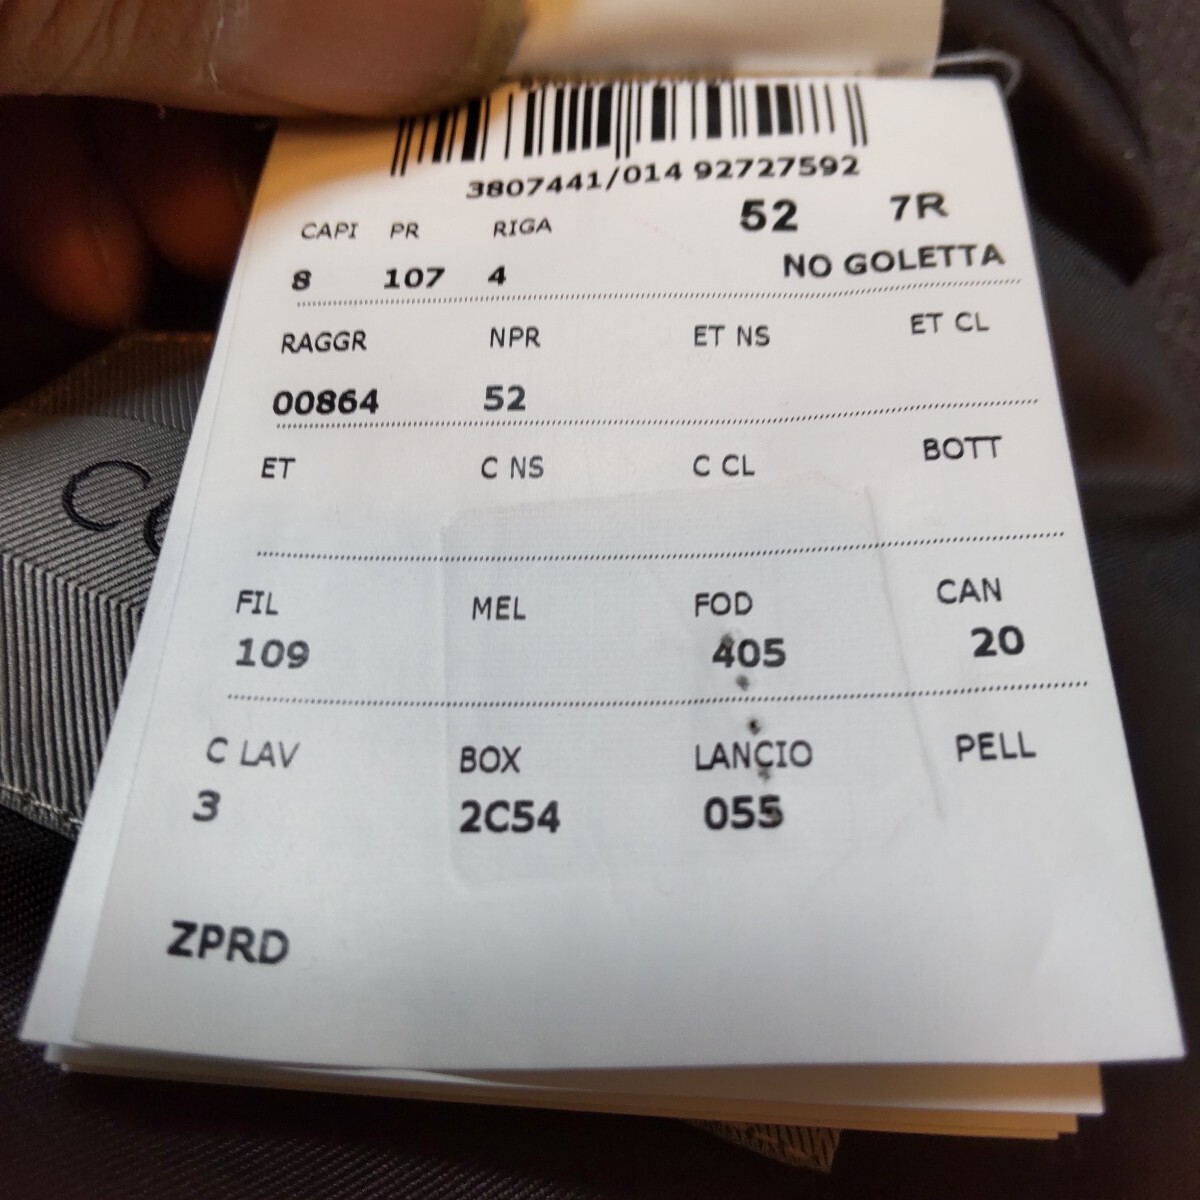 3807441/014 92727592
52 7R
CAPI PR RIGA
8 107 4
NO GOLETTA
RAGGR NPR ET NS ET CL
00864 52
ET C NS C CL BOTT
FIL MEL FOD CAN
109 405 20
C LAV BOX LANCIO PELL
3 2C54 055
ZPRD